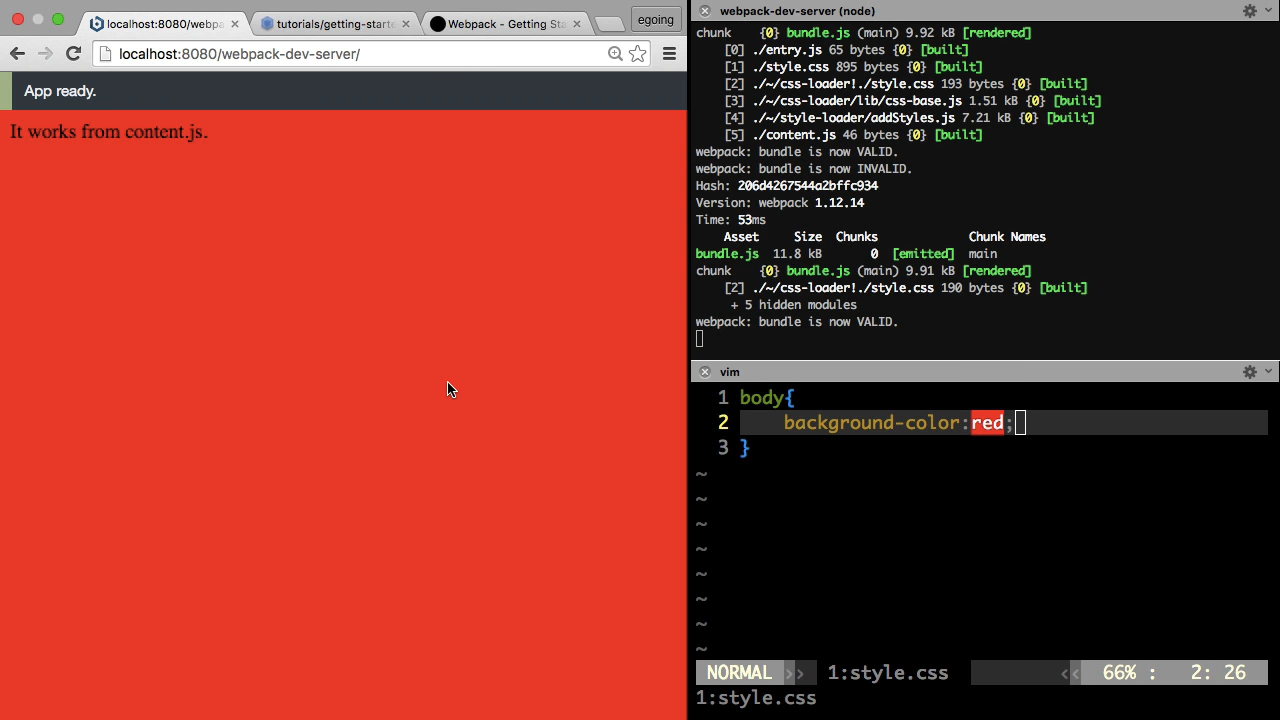 localhost:8080/webpa
tutorials/getting-starte
Webpack - Getting Sta
egoing
localhost:8080/webpack-dev-server/
App ready.
It works from content.js.
webpack-dev-server (node)
chunk    {0} bundle.js (main) 9.92 kB [rendered]
[0] ./entry.js 65 bytes {0} [built]
[1] ./style.css 895 bytes {0} [built]
[2] ./~/css-loader!./style.css 193 bytes {0} [built]
[3] ./~/css-loader/lib/css-base.js 1.51 kB {0} [built]
[4] ./~/style-loader/addStyles.js 7.21 kB {0} [built]
[5] ./content.js 46 bytes {0} [built]
webpack: bundle is now VALID.
webpack: bundle is now INVALID.
Hash: 206d4267544a2bffc934
Version: webpack 1.12.14
Time: 53ms
Asset     Size  Chunks             Chunk Names
bundle.js  11.8 kB       0  [emitted]  main
chunk    {0} bundle.js (main) 9.91 kB [rendered]
[2] ./~/css-loader!./style.css 190 bytes {0} [built]
+ 5 hidden modules
webpack: bundle is now VALID.
vim
1 body{
2     background-color:red;
3 }
~
~
~
~
~
~
~
~
NORMAL >> 1:style.css << 66% : 2: 26
1:style.css